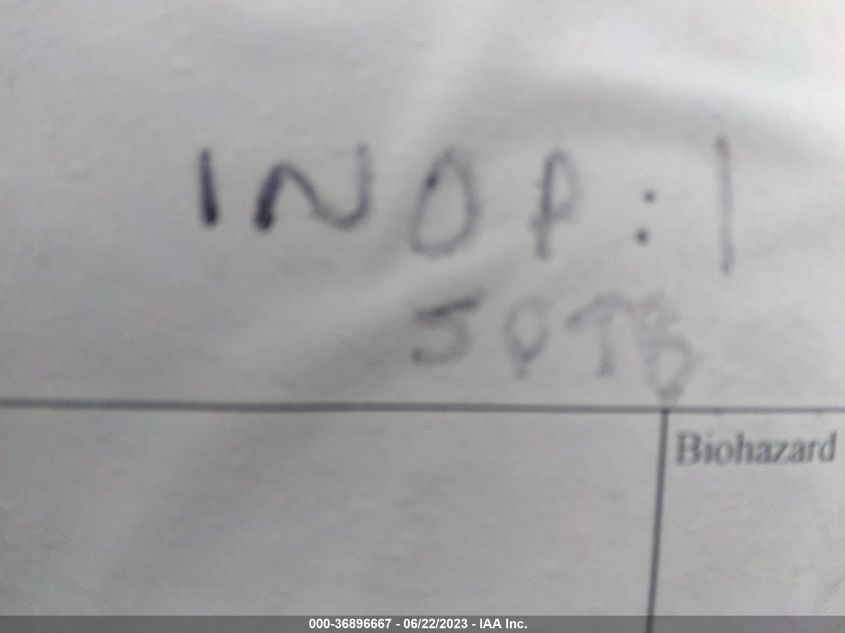 INOP: 1
Biohazard
000-36896667 - 06/22/2023 - IAA Inc.